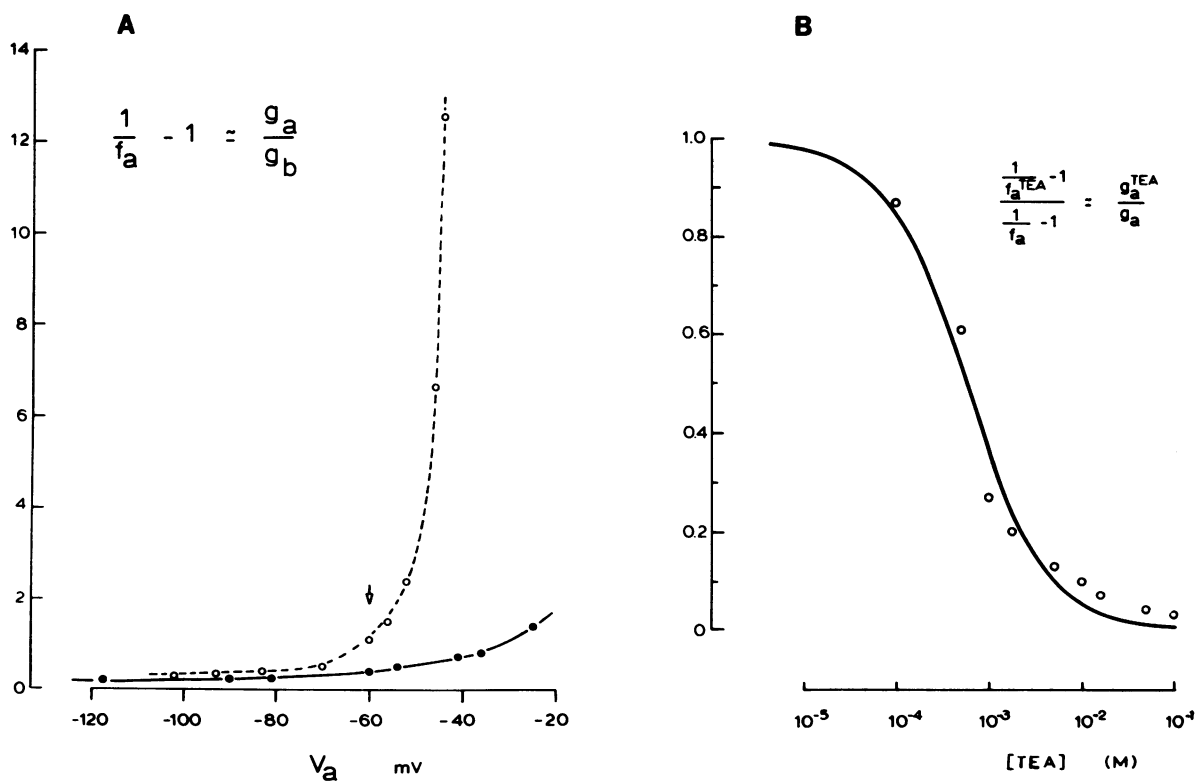 A
14
12
10
8
6
4
2
0
1/fa - 1 ≃ ga/gb
-120 -100 -80 -60 -40 -20
Va mV
B
1.0
0.8
0.6
0.4
0.2
0
(1/fa^TEA - 1)/(1/fa - 1) ≃ ga^TEA/ga
10^-5 10^-4 10^-3 10^-2 10^-1
[TEA] (M)